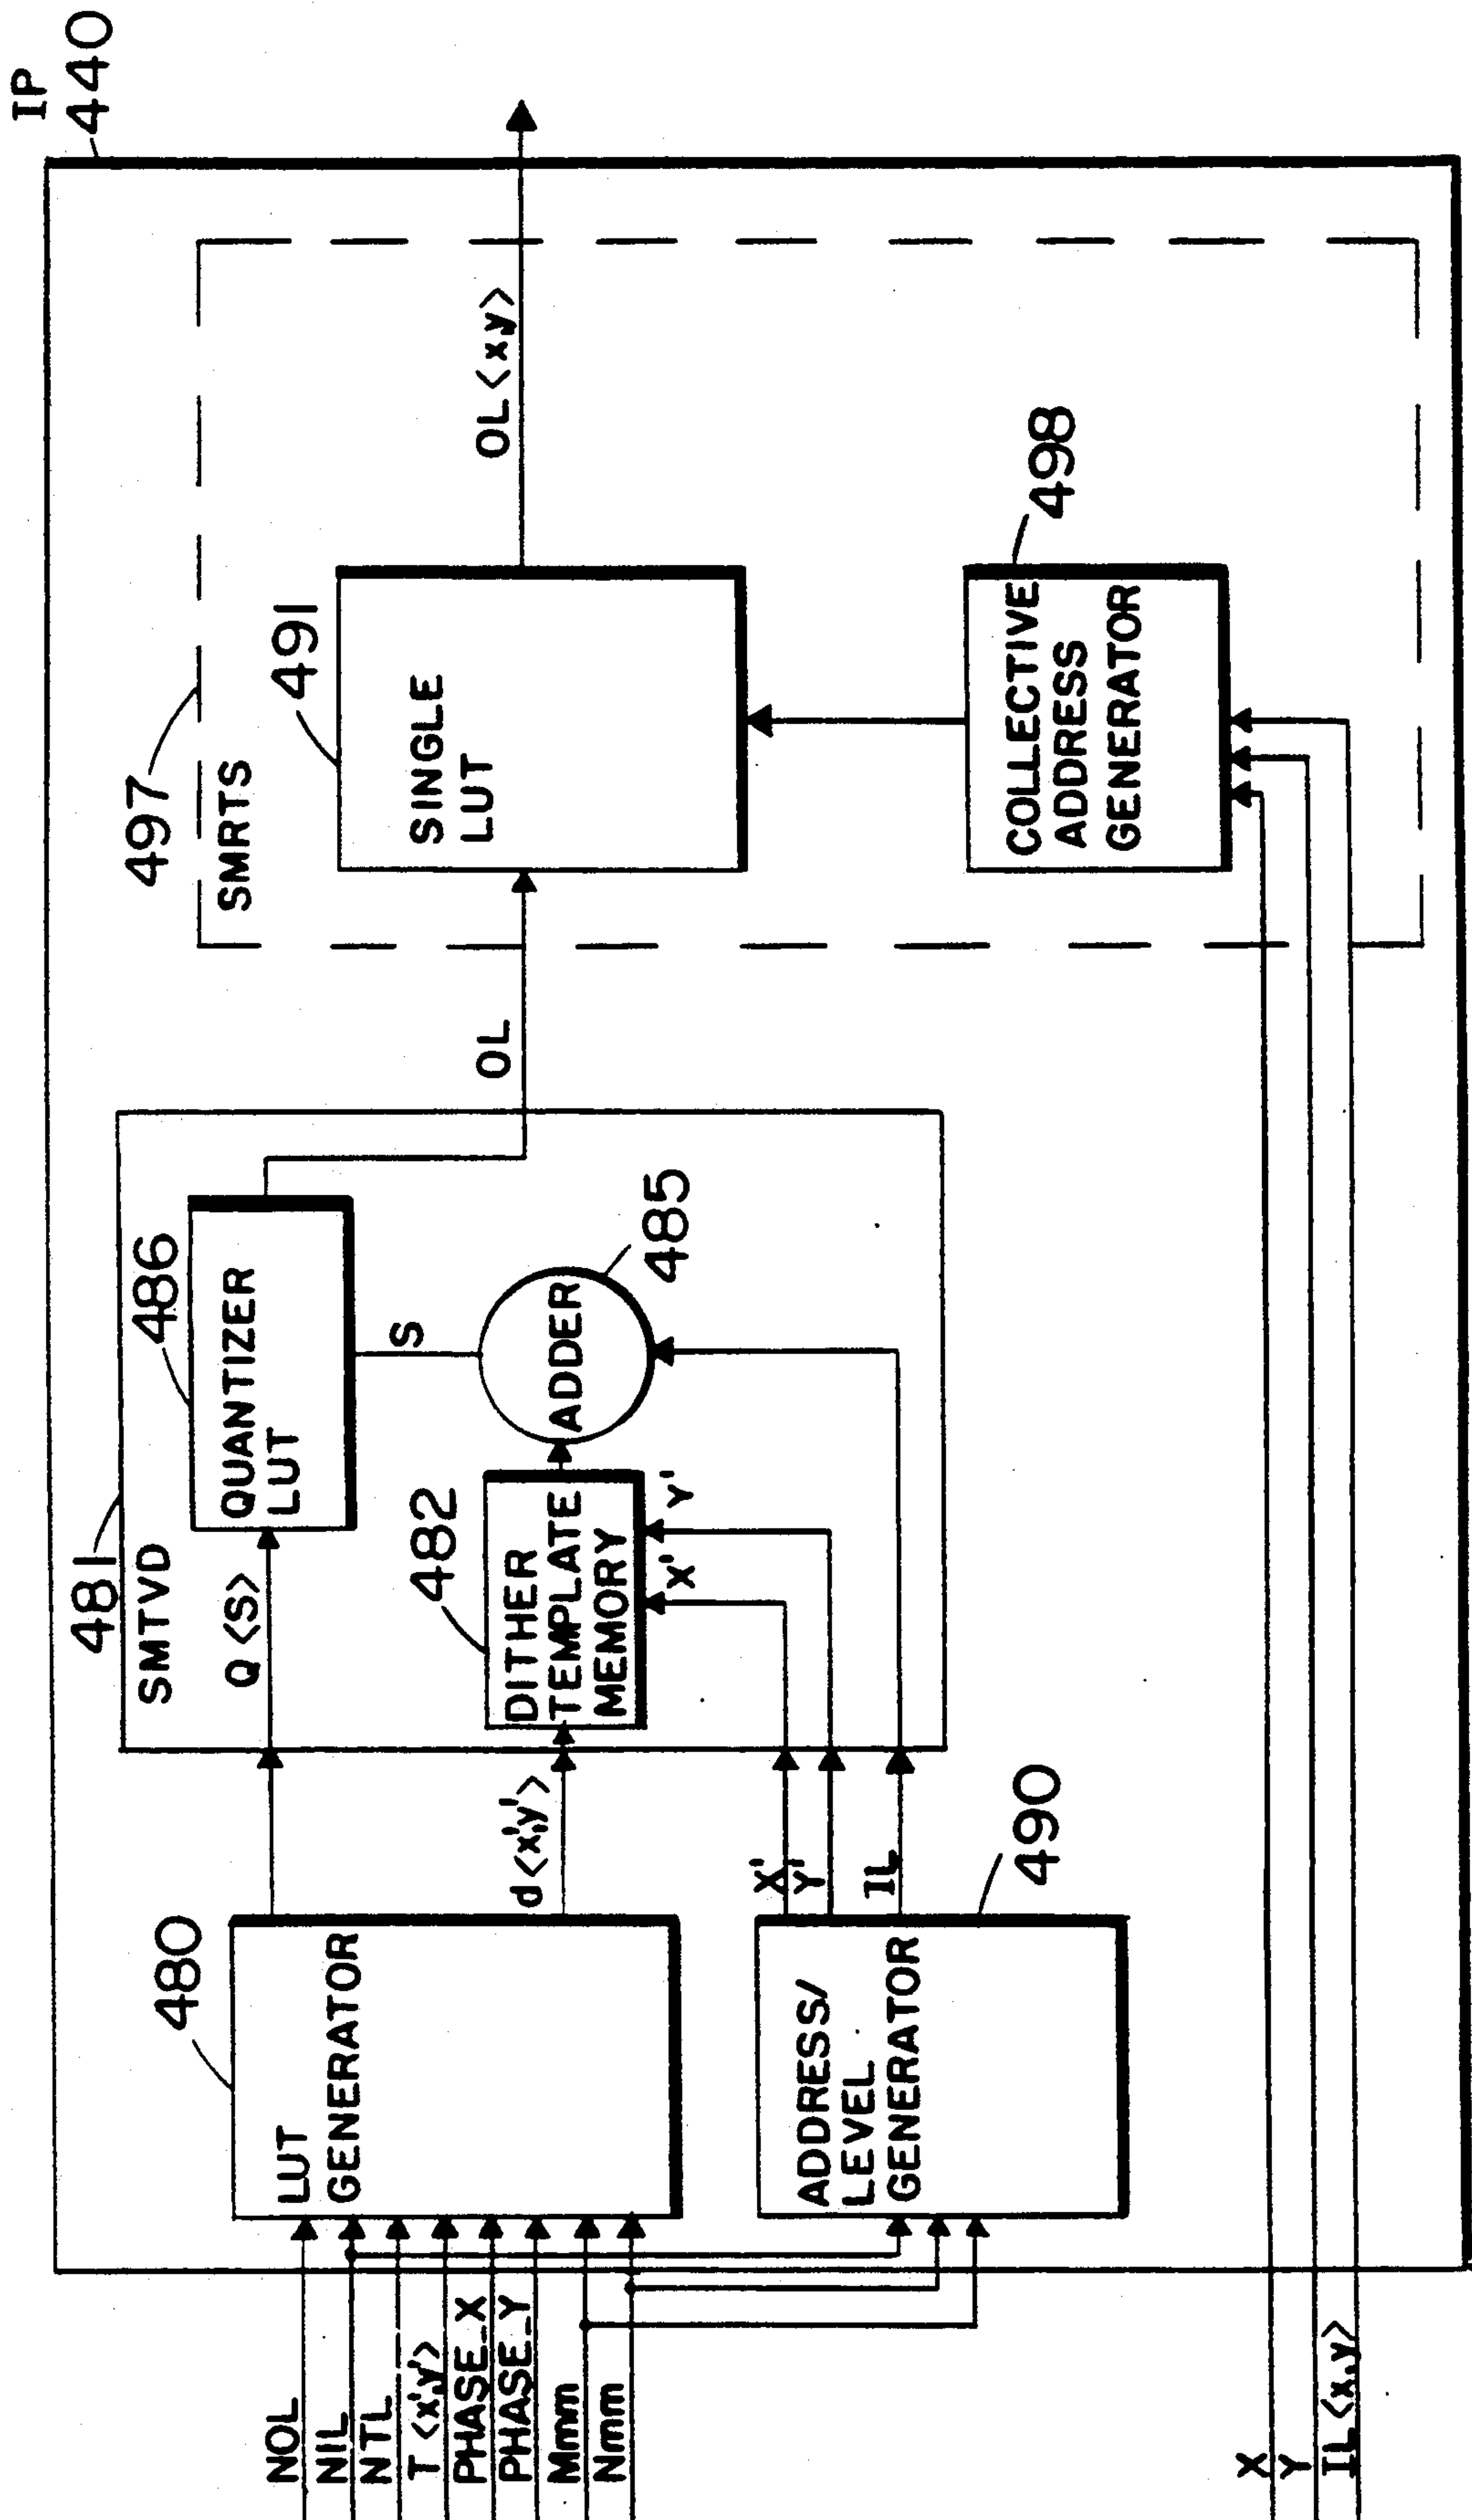 IP
440
497
SMRTS
491
SINGLE
LUT
OL<x,y>
498
COLLECTIVE
ADDRESS
GENERATOR
OL
481
SMTVD
486
QUANTIZER
LUT
Q<S>
S
485
ADDER
482
DITHER
TEMPLATE
MEMORY
X'
Y'
480
LUT
GENERATOR
d<x',y'>
X'
Y'
IL
490
ADDRESS/
LEVEL
GENERATOR
NOL
NIL
NTL
T<x',y'>
PHASE_X
PHASE_Y
Mmm
Nmm
X
Y
IL<x,y>